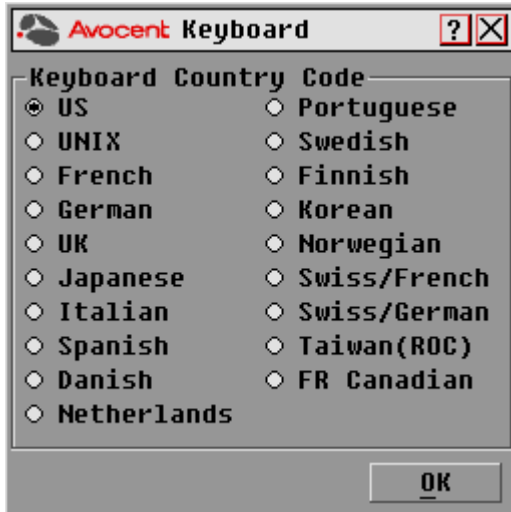 Avocent Keyboard ? X
Keyboard Country Code
US
UNIX
French
German
UK
Japanese
Italian
Spanish
Danish
Netherlands
Portuguese
Swedish
Finnish
Korean
Norwegian
Swiss/French
Swiss/German
Taiwan(ROC)
FR Canadian
OK